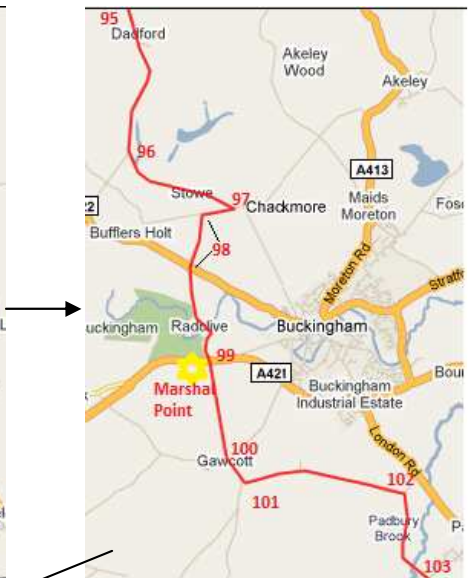 95
Dadford
Akeley
Wood
Akeley
96
A413
Stowe
97
Chackmore
Maids
Moreton
22
Bufflers Holt
98
Moreton Rd
uckingham
Radclive
Buckingham
99
A421
Marshal
Point
Buckingham
Industrial Estate
London Rd
100
Gawcott
101
102
Padbury
Brook
103